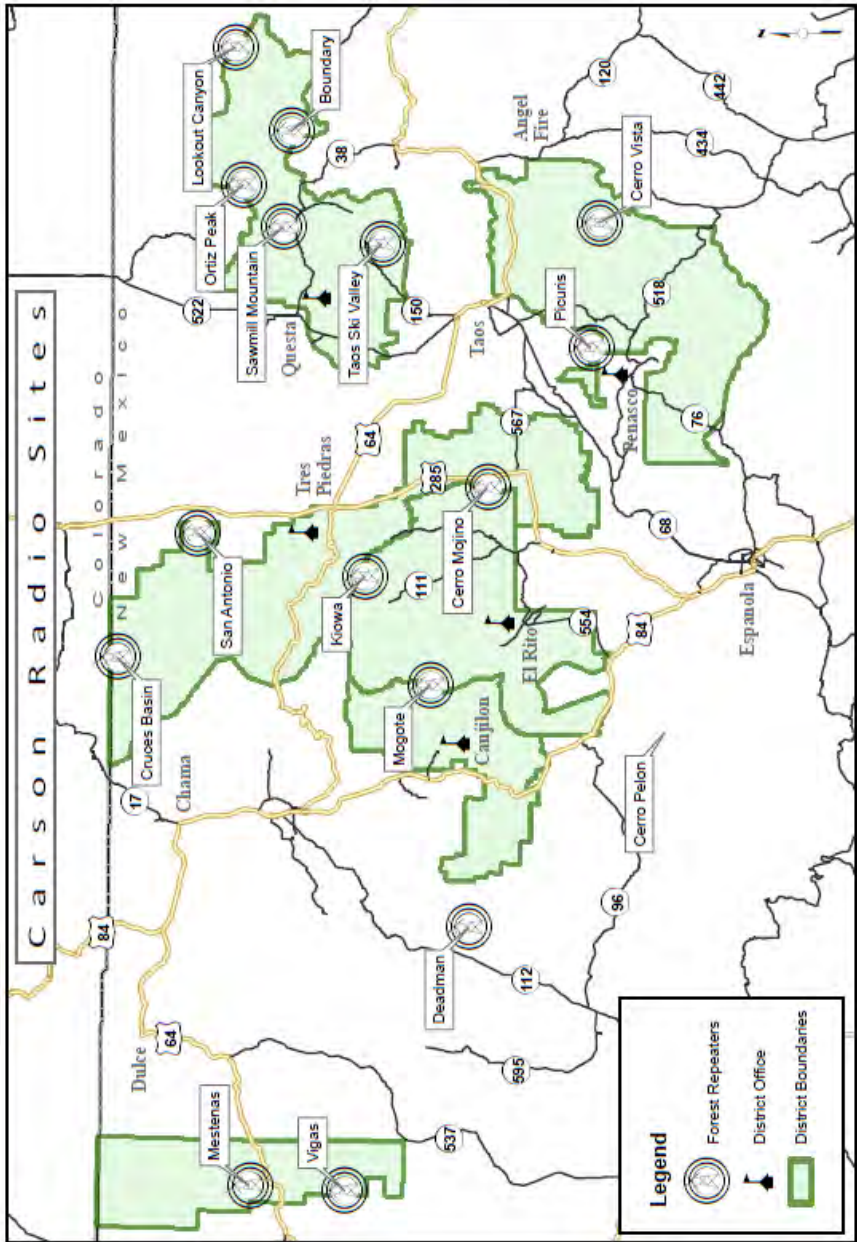 Carson Radio Sites
Colorado
New Mexico
Lookout Canyon
Boundary
Ortiz Peak
Sawmill Mountain
Taos Ski Valley
Questa
522
38
150
Angel
Fire
120
442
434
Cerro Vista
Picuris
518
Taos
Penasco
76
Tres
Piedras
64
285
567
San Antonio
Cruces Basin
Kiowa
111
Cerro Mojino
68
Mogote
El Rito
554
84
Espanola
Canjilon
Chama
17
Cerro Pelon
96
84
Deadman
112
595
Dulce
64
Mestenas
Vigas
537
Legend
Forest Repeaters
District Office
District Boundaries
N